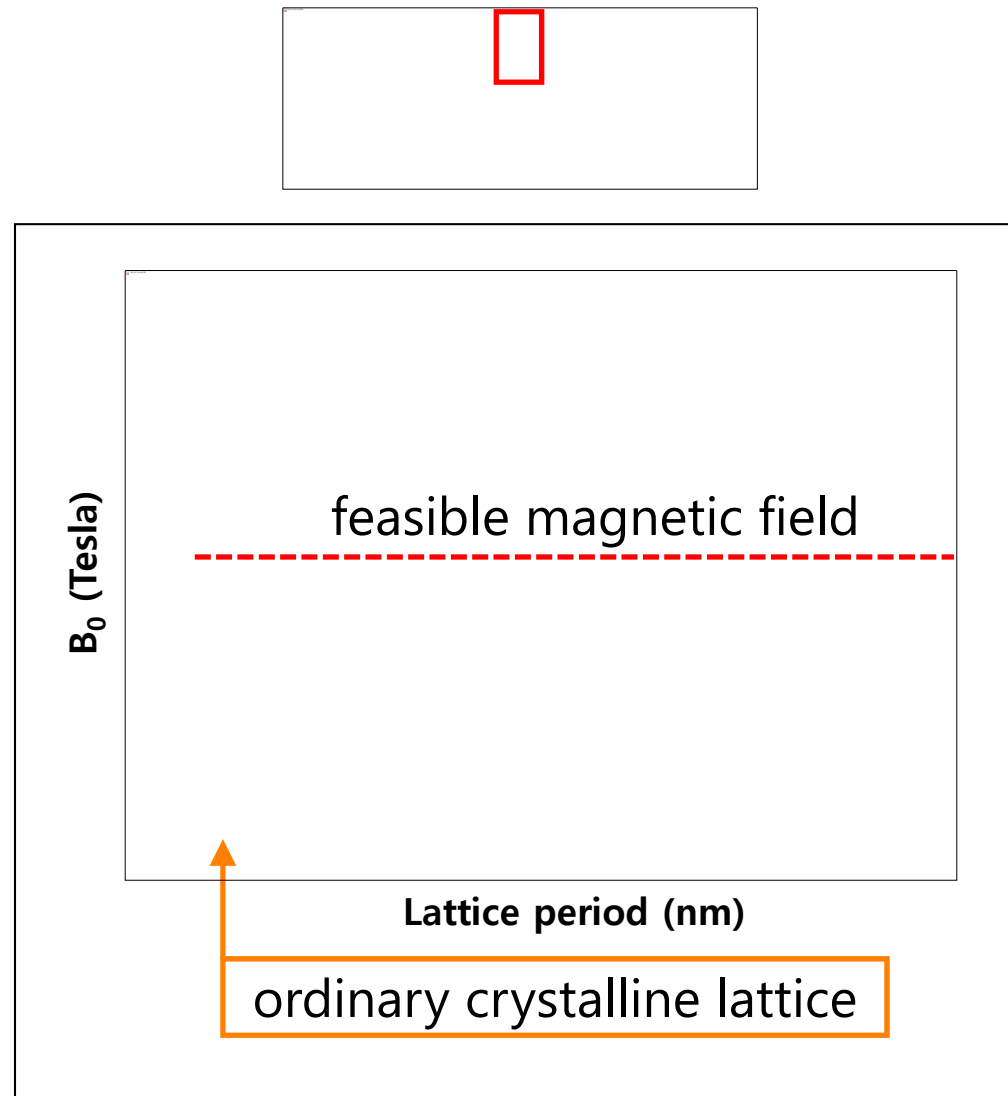 feasible magnetic field
B₀ (Tesla)
Lattice period (nm)
ordinary crystalline lattice